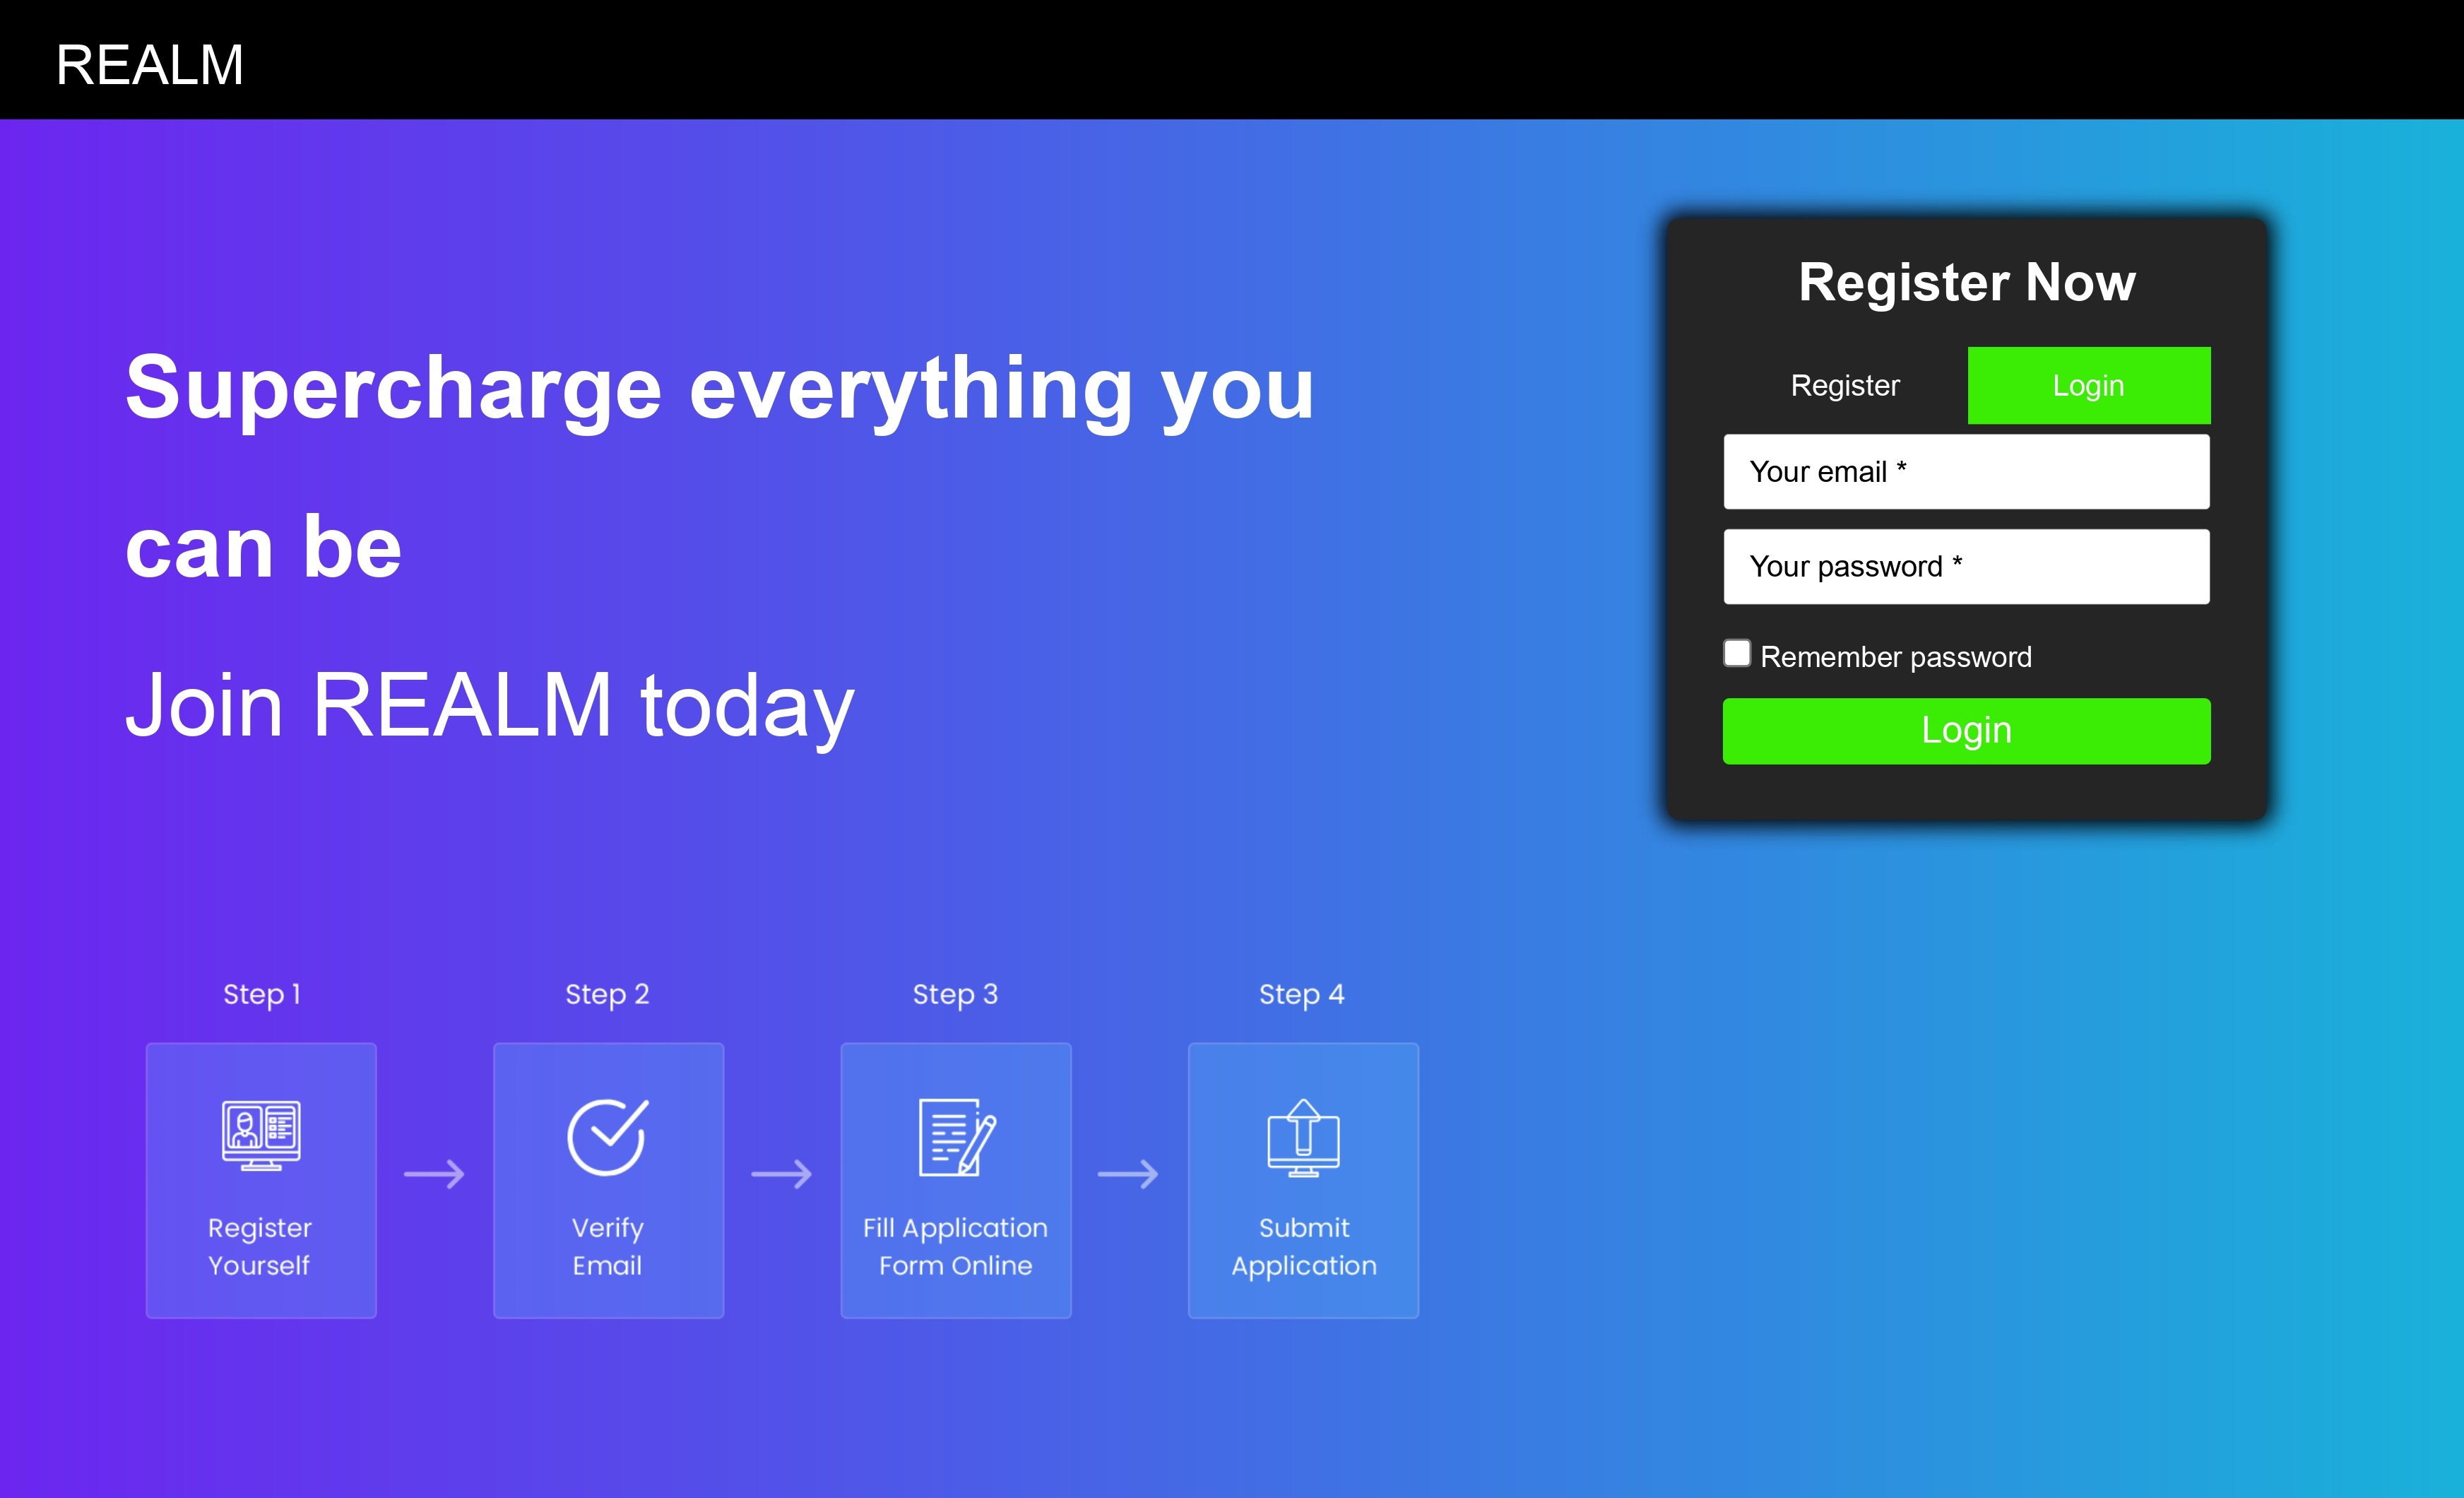 REALM
Supercharge everything you
can be
Join REALM today
Register Now
Register
Login
Your email *
Your password *
Remember password
Login
Step 1
Step 2
Step 3
Step 4
Register
Yourself
Verify
Email
Fill Application
Form Online
Submit
Application